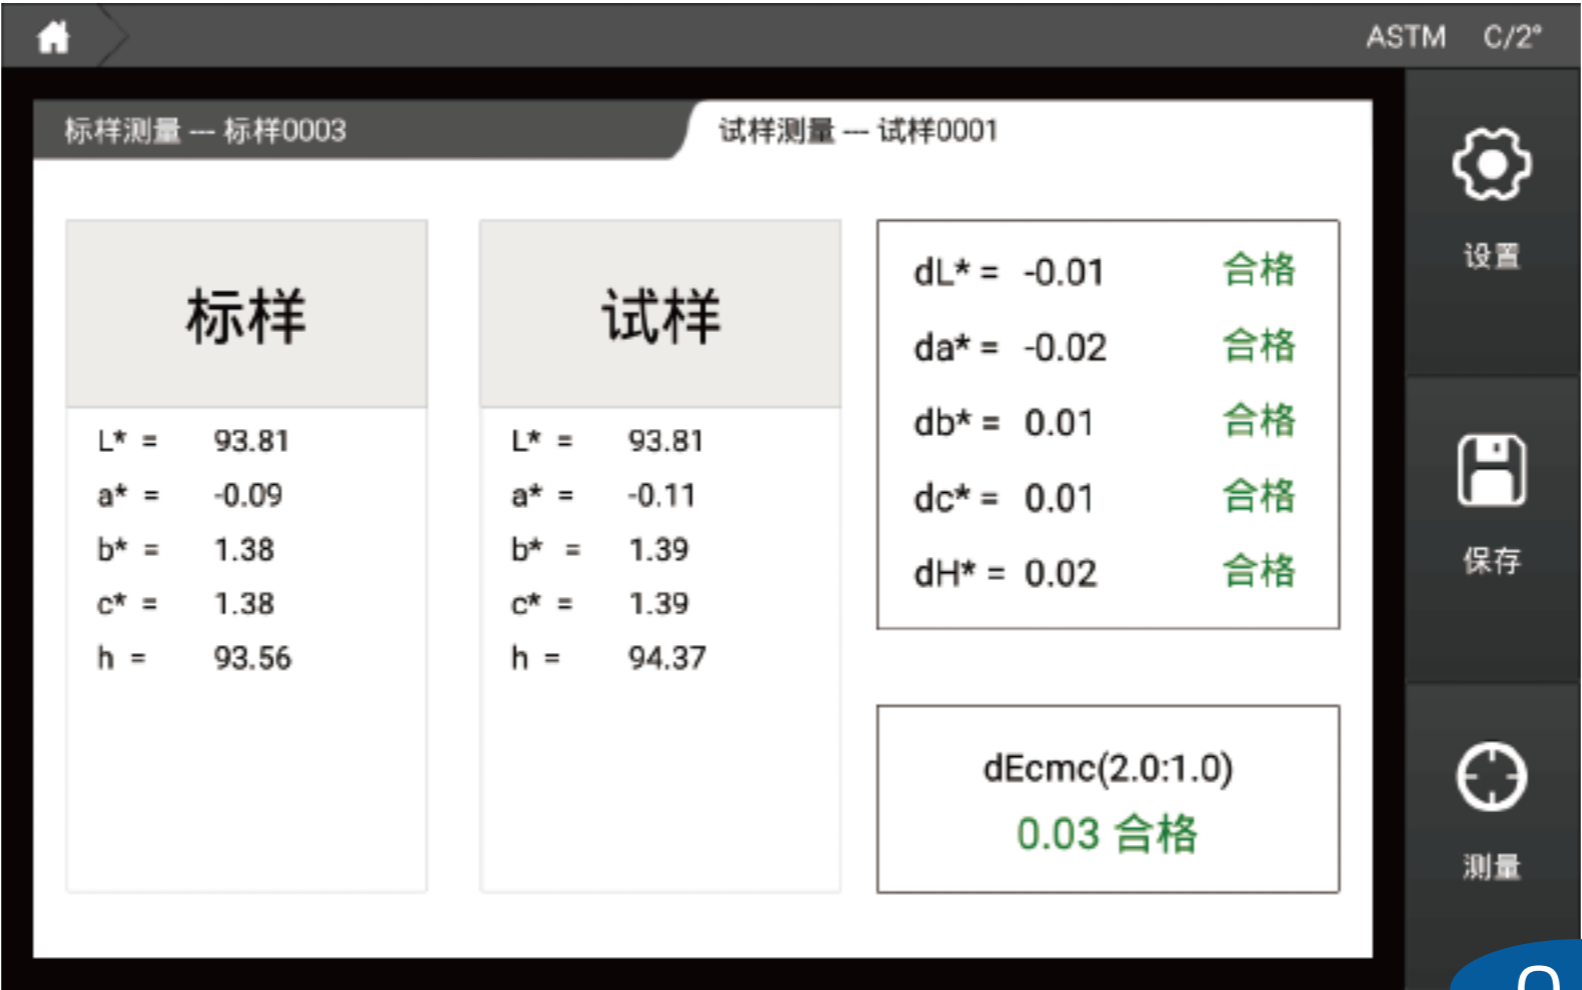 ASTM C/2°
标样测量 --- 标样0003
试样测量 --- 试样0001
标样
L* = 93.81
a* = -0.09
b* = 1.38
c* = 1.38
h = 93.56
试样
L* = 93.81
a* = -0.11
b* = 1.39
c* = 1.39
h = 94.37
dL* = -0.01 合格
da* = -0.02 合格
db* = 0.01 合格
dc* = 0.01 合格
dH* = 0.02 合格
dEcmc(2.0:1.0)
0.03 合格
设置
保存
测量